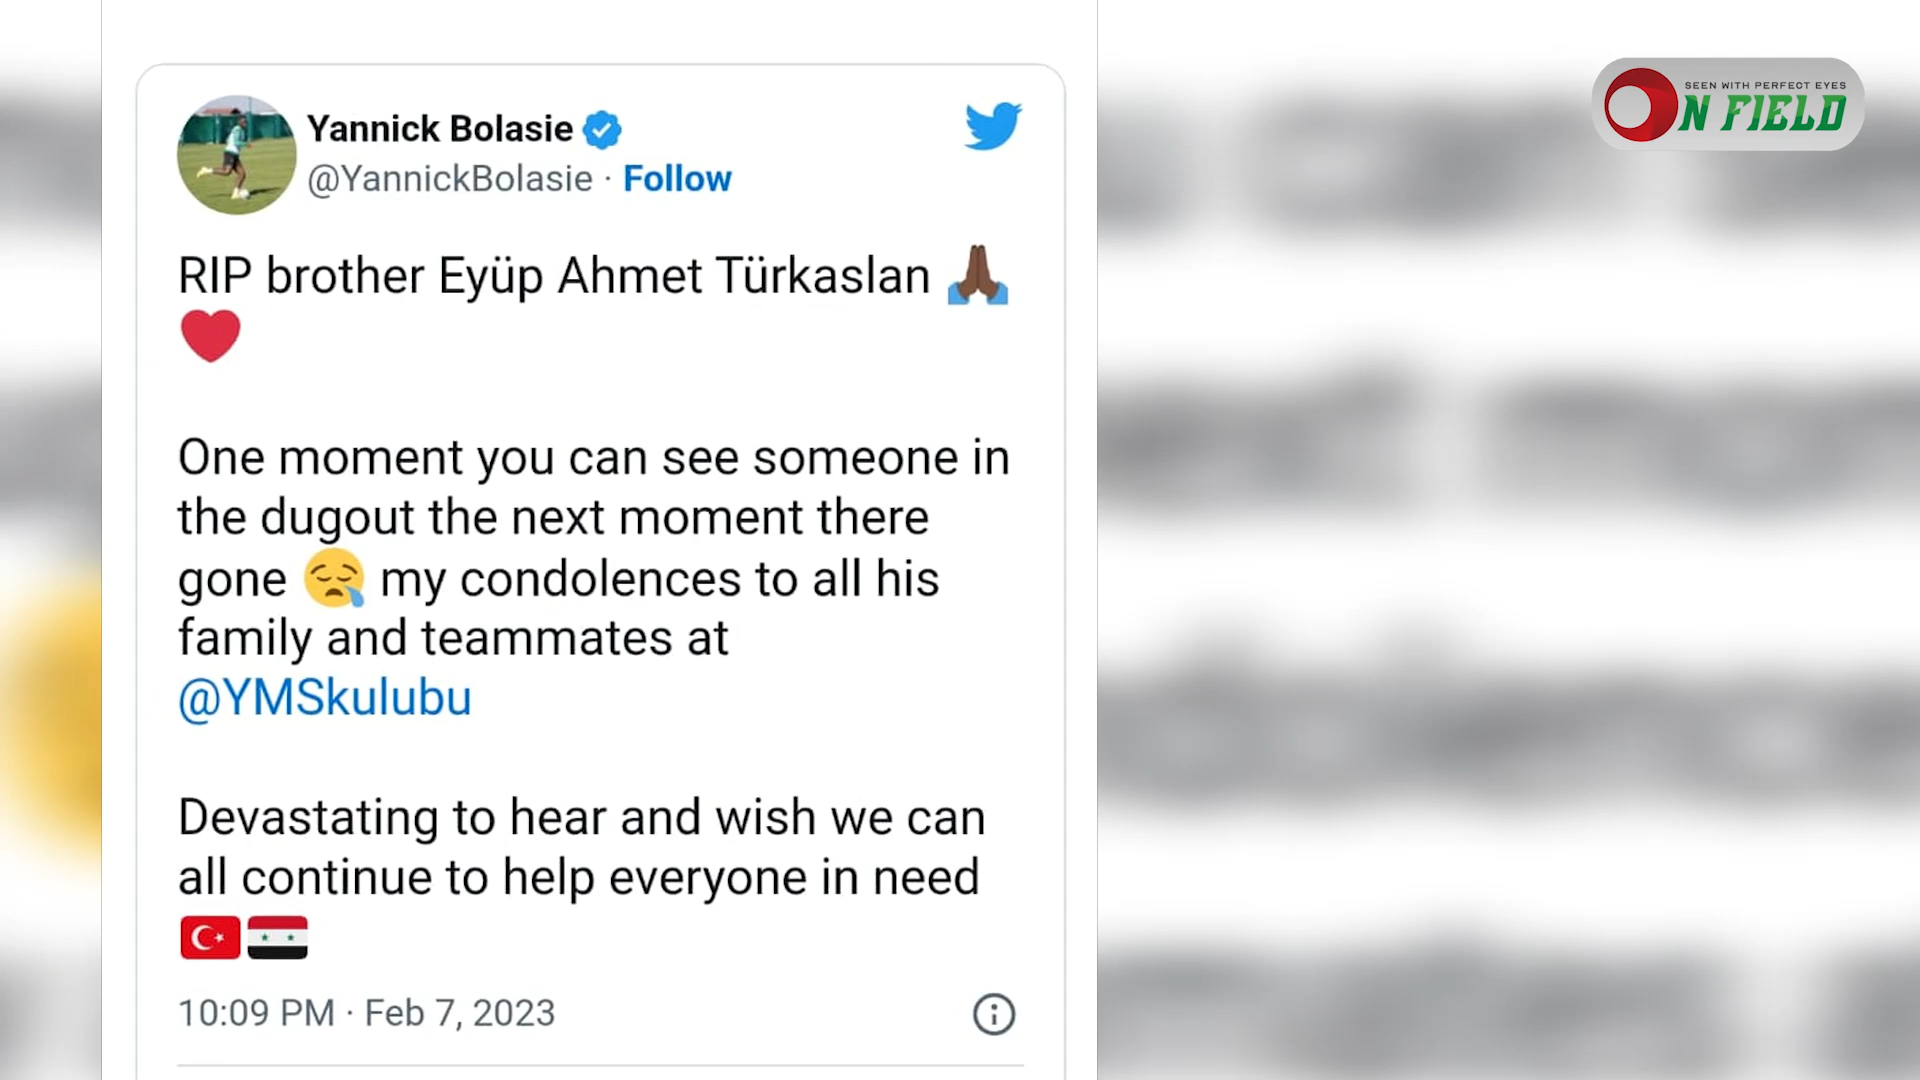 Yannick Bolasie
@YannickBolasie · Follow
RIP brother Eyüp Ahmet Türkaslan 🙏🏾
❤️
One moment you can see someone in
the dugout the next moment there
gone 😪 my condolences to all his
family and teammates at
@YMSkulubu
Devastating to hear and wish we can
all continue to help everyone in need
🇹🇷🇸🇾
10:09 PM · Feb 7, 2023
SEEN WITH PERFECT EYES
ON FIELD